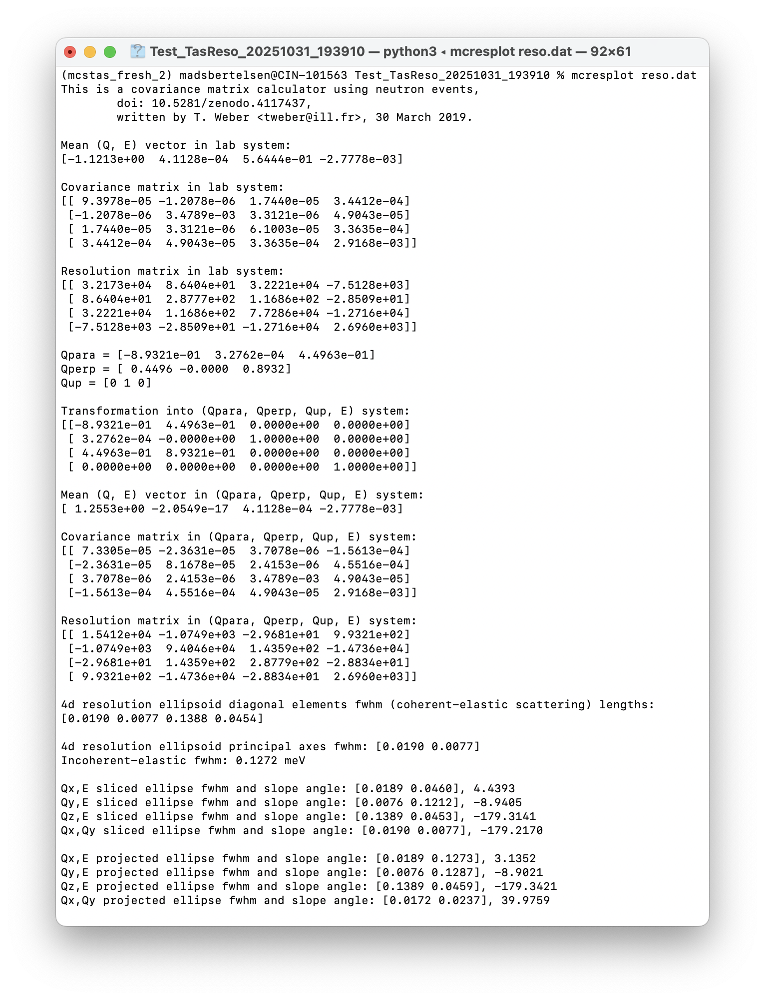 Test_TasReso_20251031_193910 — python3 ◂ mcresplot reso.dat — 92×61
(mcstas_fresh_2) madsbertelsen@CIN-101563 Test_TasReso_20251031_193910 % mcresplot reso.dat
This is a covariance matrix calculator using neutron events,
        doi: 10.5281/zenodo.4117437,
        written by T. Weber <tweber@ill.fr>, 30 March 2019.

Mean (Q, E) vector in lab system:
[-1.1213e+00  4.1128e-04  5.6444e-01 -2.7778e-03]

Covariance matrix in lab system:
[[ 9.3978e-05 -1.2078e-06  1.7440e-05  3.4412e-04]
 [-1.2078e-06  3.4789e-03  3.3121e-06  4.9043e-05]
 [ 1.7440e-05  3.3121e-06  6.1003e-05  3.3635e-04]
 [ 3.4412e-04  4.9043e-05  3.3635e-04  2.9168e-03]]

Resolution matrix in lab system:
[[ 3.2173e+04  8.6404e+01  3.2221e+04 -7.5128e+03]
 [ 8.6404e+01  2.8777e+02  1.1686e+02 -2.8509e+01]
 [ 3.2221e+04  1.1686e+02  7.7286e+04 -1.2716e+04]
 [-7.5128e+03 -2.8509e+01 -1.2716e+04  2.6960e+03]]

Qpara = [-8.9321e-01  3.2762e-04  4.4963e-01]
Qperp = [ 0.4496 -0.0000  0.8932]
Qup = [0 1 0]

Transformation into (Qpara, Qperp, Qup, E) system:
[[-8.9321e-01  4.4963e-01  0.0000e+00  0.0000e+00]
 [ 3.2762e-04 -0.0000e+00  1.0000e+00  0.0000e+00]
 [ 4.4963e-01  8.9321e-01  0.0000e+00  0.0000e+00]
 [ 0.0000e+00  0.0000e+00  0.0000e+00  1.0000e+00]]

Mean (Q, E) vector in (Qpara, Qperp, Qup, E) system:
[ 1.2553e+00 -2.0549e-17  4.1128e-04 -2.7778e-03]

Covariance matrix in (Qpara, Qperp, Qup, E) system:
[[ 7.3305e-05 -2.3631e-05  3.7078e-06 -1.5613e-04]
 [-2.3631e-05  8.1678e-05  2.4153e-06  4.5516e-04]
 [ 3.7078e-06  2.4153e-06  3.4789e-03  4.9043e-05]
 [-1.5613e-04  4.5516e-04  4.9043e-05  2.9168e-03]]

Resolution matrix in (Qpara, Qperp, Qup, E) system:
[[ 1.5412e+04 -1.0749e+03 -2.9681e+01  9.9321e+02]
 [-1.0749e+03  9.4046e+04  1.4359e+02 -1.4736e+04]
 [-2.9681e+01  1.4359e+02  2.8779e+02 -2.8834e+01]
 [ 9.9321e+02 -1.4736e+04 -2.8834e+01  2.6960e+03]]

4d resolution ellipsoid diagonal elements fwhm (coherent-elastic scattering) lengths:
[0.0190 0.0077 0.1388 0.0454]

4d resolution ellipsoid principal axes fwhm: [0.0190 0.0077]
Incoherent-elastic fwhm: 0.1272 meV

Qx,E sliced ellipse fwhm and slope angle: [0.0189 0.0460], 4.4393
Qy,E sliced ellipse fwhm and slope angle: [0.0076 0.1212], -8.9405
Qz,E sliced ellipse fwhm and slope angle: [0.1389 0.0453], -179.3141
Qx,Qy sliced ellipse fwhm and slope angle: [0.0190 0.0077], -179.2170

Qx,E projected ellipse fwhm and slope angle: [0.0189 0.1273], 3.1352
Qy,E projected ellipse fwhm and slope angle: [0.0076 0.1287], -8.9021
Qz,E projected ellipse fwhm and slope angle: [0.1389 0.0459], -179.3421
Qx,Qy projected ellipse fwhm and slope angle: [0.0172 0.0237], 39.9759